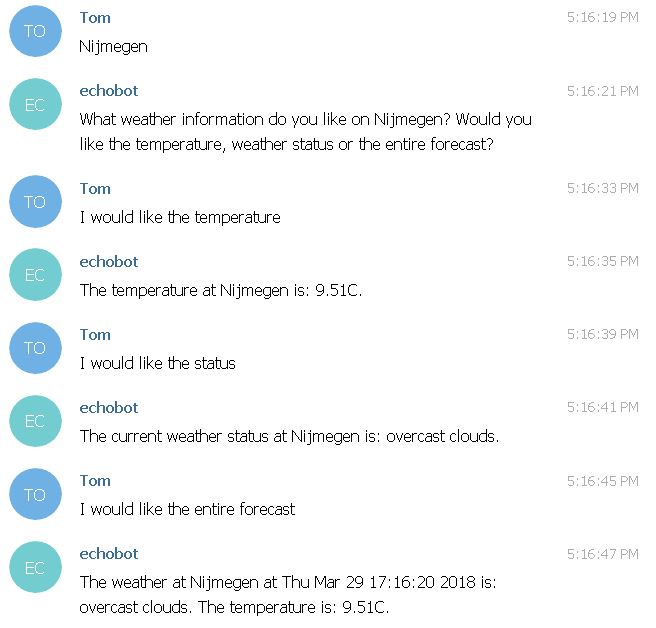 Tom 5:16:19 PM
TO
Nijmegen
echobot 5:16:21 PM
EC
What weather information do you like on Nijmegen? Would you
like the temperature, weather status or the entire forecast?
Tom 5:16:33 PM
TO
I would like the temperature
echobot 5:16:35 PM
EC
The temperature at Nijmegen is: 9.51C.
Tom 5:16:39 PM
TO
I would like the status
echobot 5:16:41 PM
EC
The current weather status at Nijmegen is: overcast clouds.
Tom 5:16:45 PM
TO
I would like the entire forecast
echobot 5:16:47 PM
EC
The weather at Nijmegen at Thu Mar 29 17:16:20 2018 is:
overcast clouds. The temperature is: 9.51C.